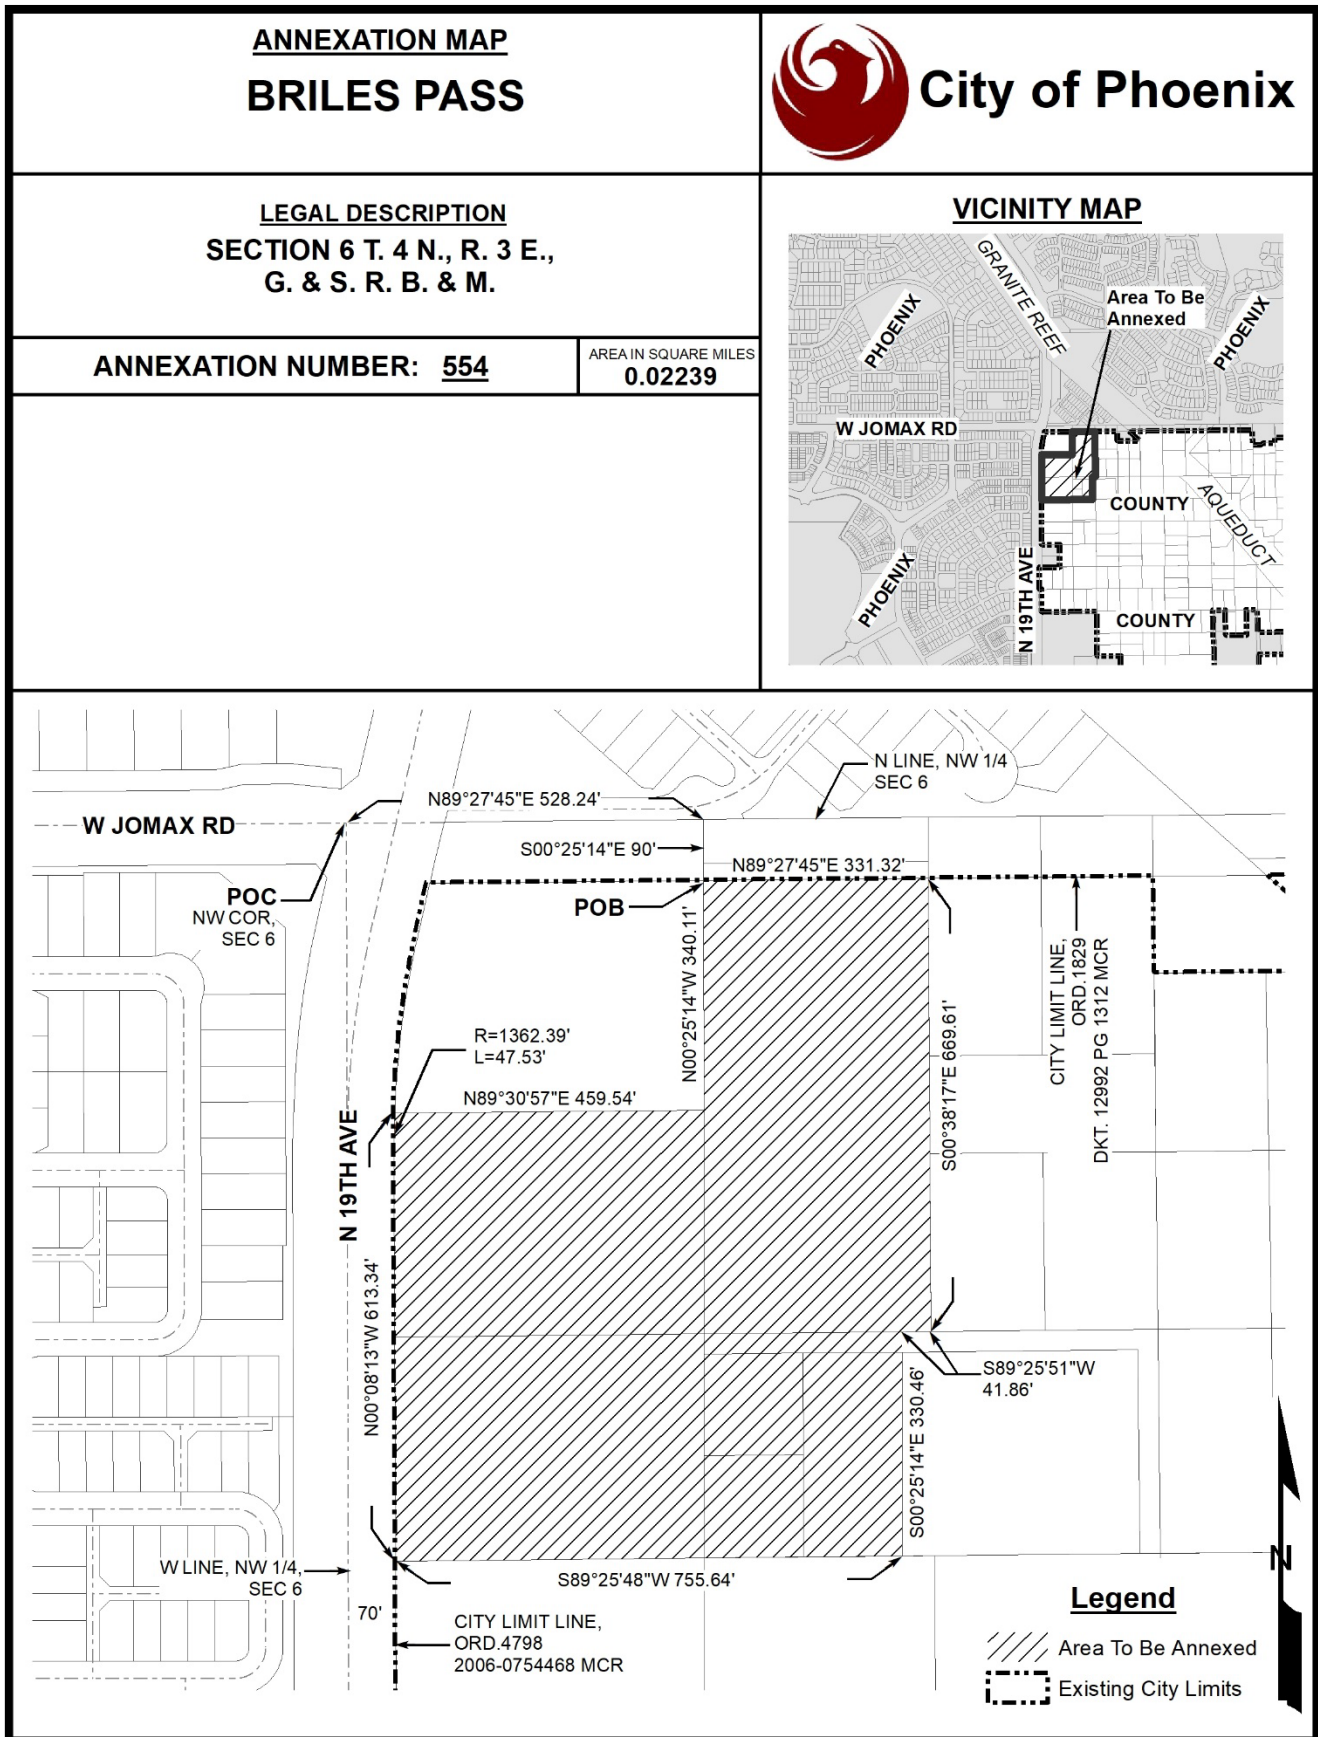 ANNEXATION MAP
BRILES PASS
City of Phoenix
LEGAL DESCRIPTION
SECTION 6 T. 4 N., R. 3 E.,
G. & S. R. B. & M.
ANNEXATION NUMBER: 554
AREA IN SQUARE MILES
0.02239
VICINITY MAP
GRANITE REEF
Area To Be
Annexed
PHOENIX
PHOENIX
W JOMAX RD
COUNTY
AQUEDUCT
N 19TH AVE
PHOENIX
COUNTY
N LINE, NW 1/4
SEC 6
N89°27'45"E 528.24'
W JOMAX RD
S00°25'14"E 90'
N89°27'45"E 331.32'
POC
NW COR,
SEC 6
POB
N00°25'14"W 340.11'
CITY LIMIT LINE,
ORD.1829
DKT. 12992 PG 1312 MCR
S00°38'17"E 669.61'
R=1362.39'
L=47.53'
N89°30'57"E 459.54'
N 19TH AVE
N00°08'13"W 613.34'
S89°25'51"W
41.86'
S00°25'14"E 330.46'
W LINE, NW 1/4,
SEC 6
S89°25'48"W 755.64'
70'
CITY LIMIT LINE,
ORD.4798
2006-0754468 MCR
N
Legend
Area To Be Annexed
Existing City Limits